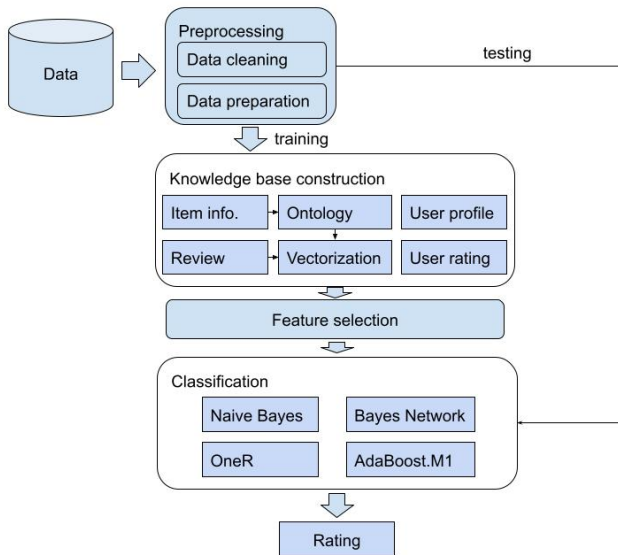 Preprocessing
Data
Data cleaning
Data preparation
testing
training
Knowledge base construction
Item info.
Ontology
User profile
Review
Vectorization
User rating
Feature selection
Classification
Naive Bayes
Bayes Network
OneR
AdaBoost.M1
Rating